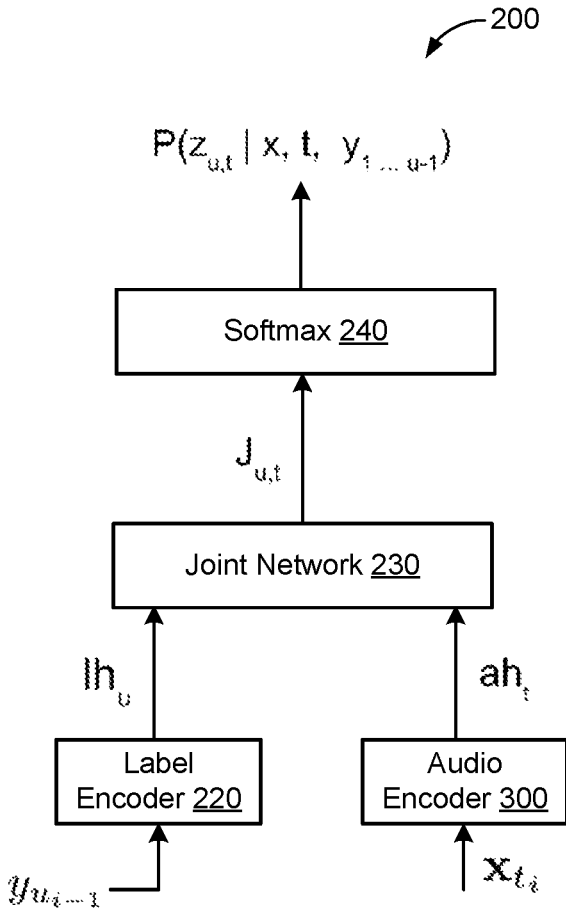 200
P(z_{u,t} | x, t, y_{1 ... u-1})
Softmax 240
J_{u,t}
Joint Network 230
lh_u ah_t
Label Encoder 220
Audio Encoder 300
y_{u_{i-1}} x_{t_i}